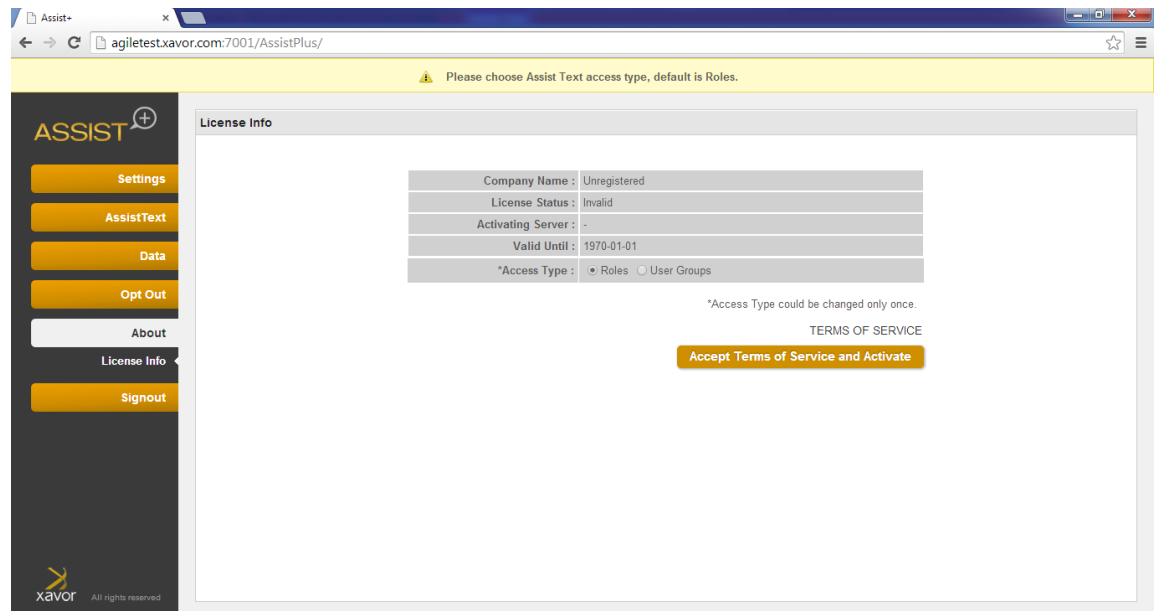 Assist+
agiletest.xavor.com:7001/AssistPlus/
Please choose Assist Text access type, default is Roles.
ASSIST
License Info
Settings
AssistText
Data
Opt Out
About
License Info
Signout
Company Name : Unregistered
License Status : Invalid
Activating Server : -
Valid Until : 1970-01-01
*Access Type : Roles User Groups
*Access Type could be changed only once.
TERMS OF SERVICE
Accept Terms of Service and Activate
xavor All rights reserved